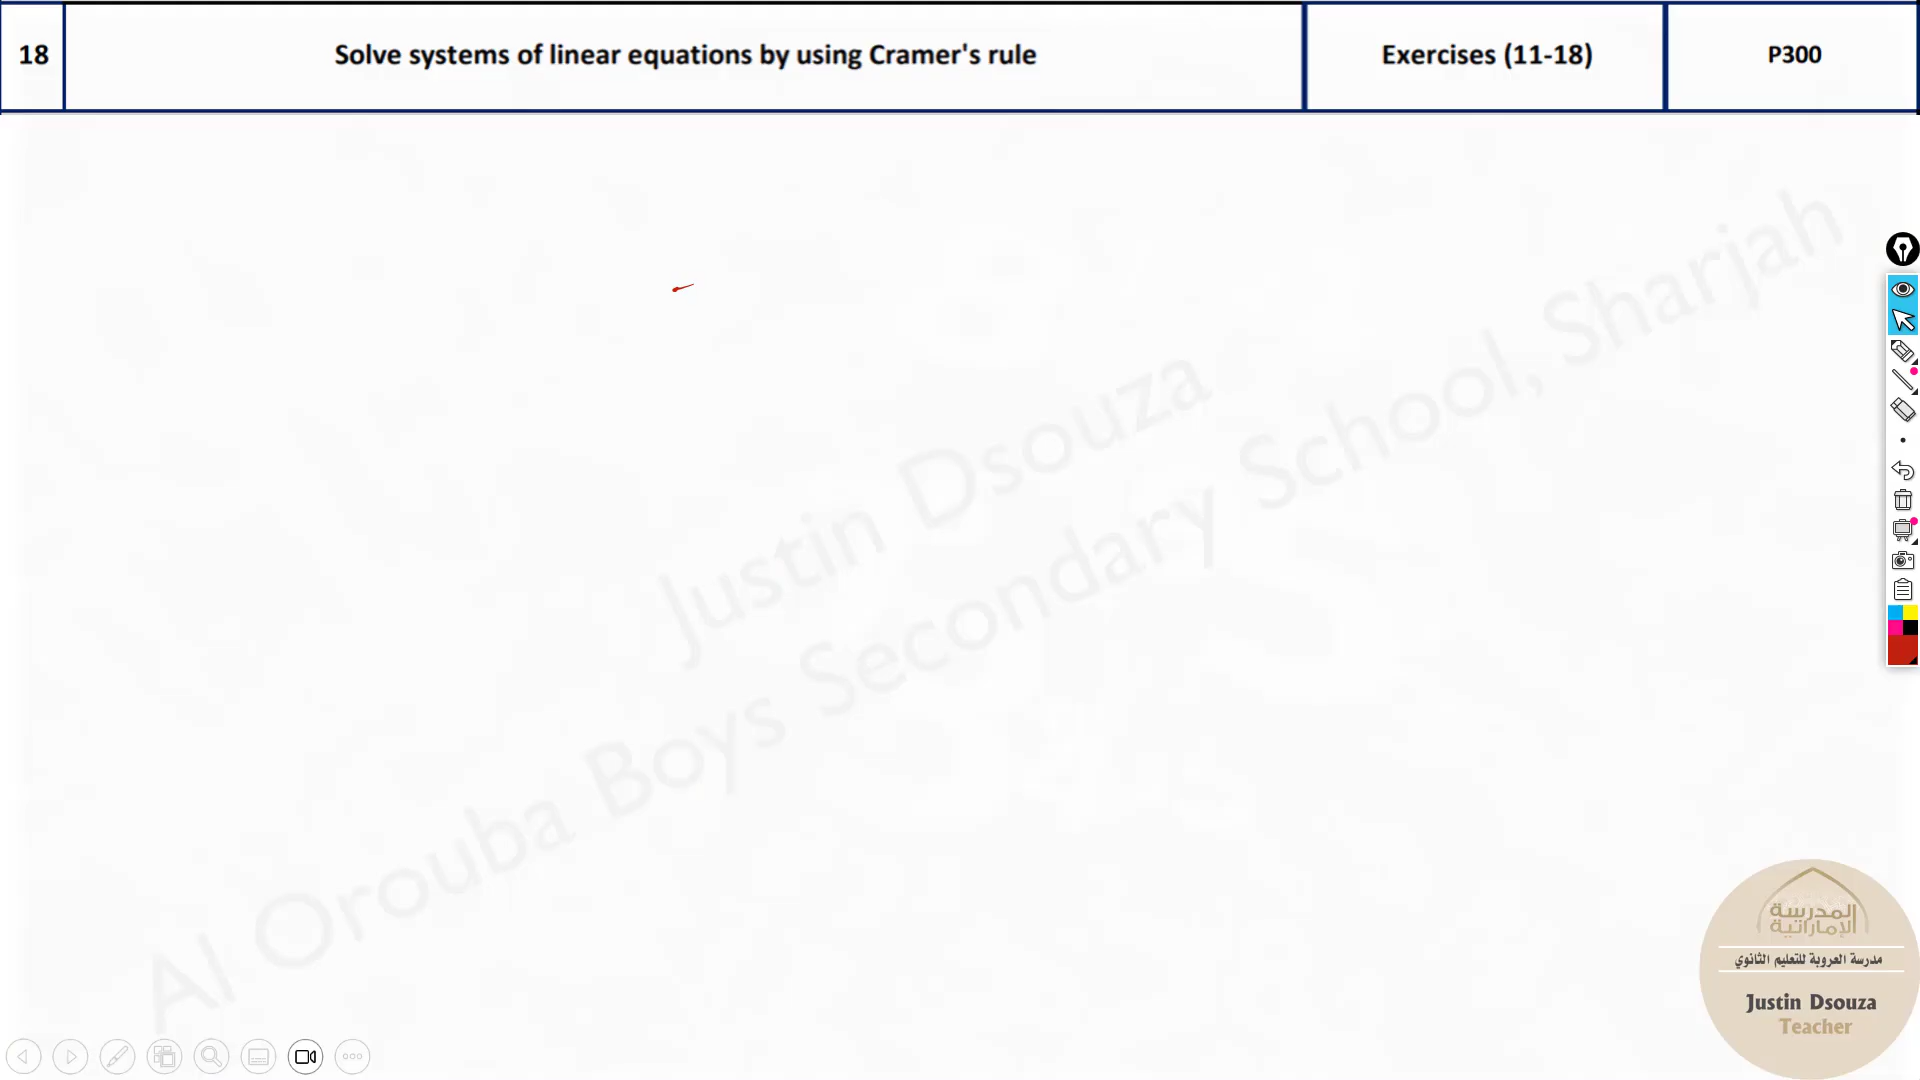 18
Solve systems of linear equations by using Cramer's rule
Exercises (11-18)
P300
Justin Dsouza
Al Orouba Boys Secondary School, Sharjah
المدرسة
الإماراتية
مدرسة العروبة للتعليم الثانوي
Justin Dsouza
Teacher